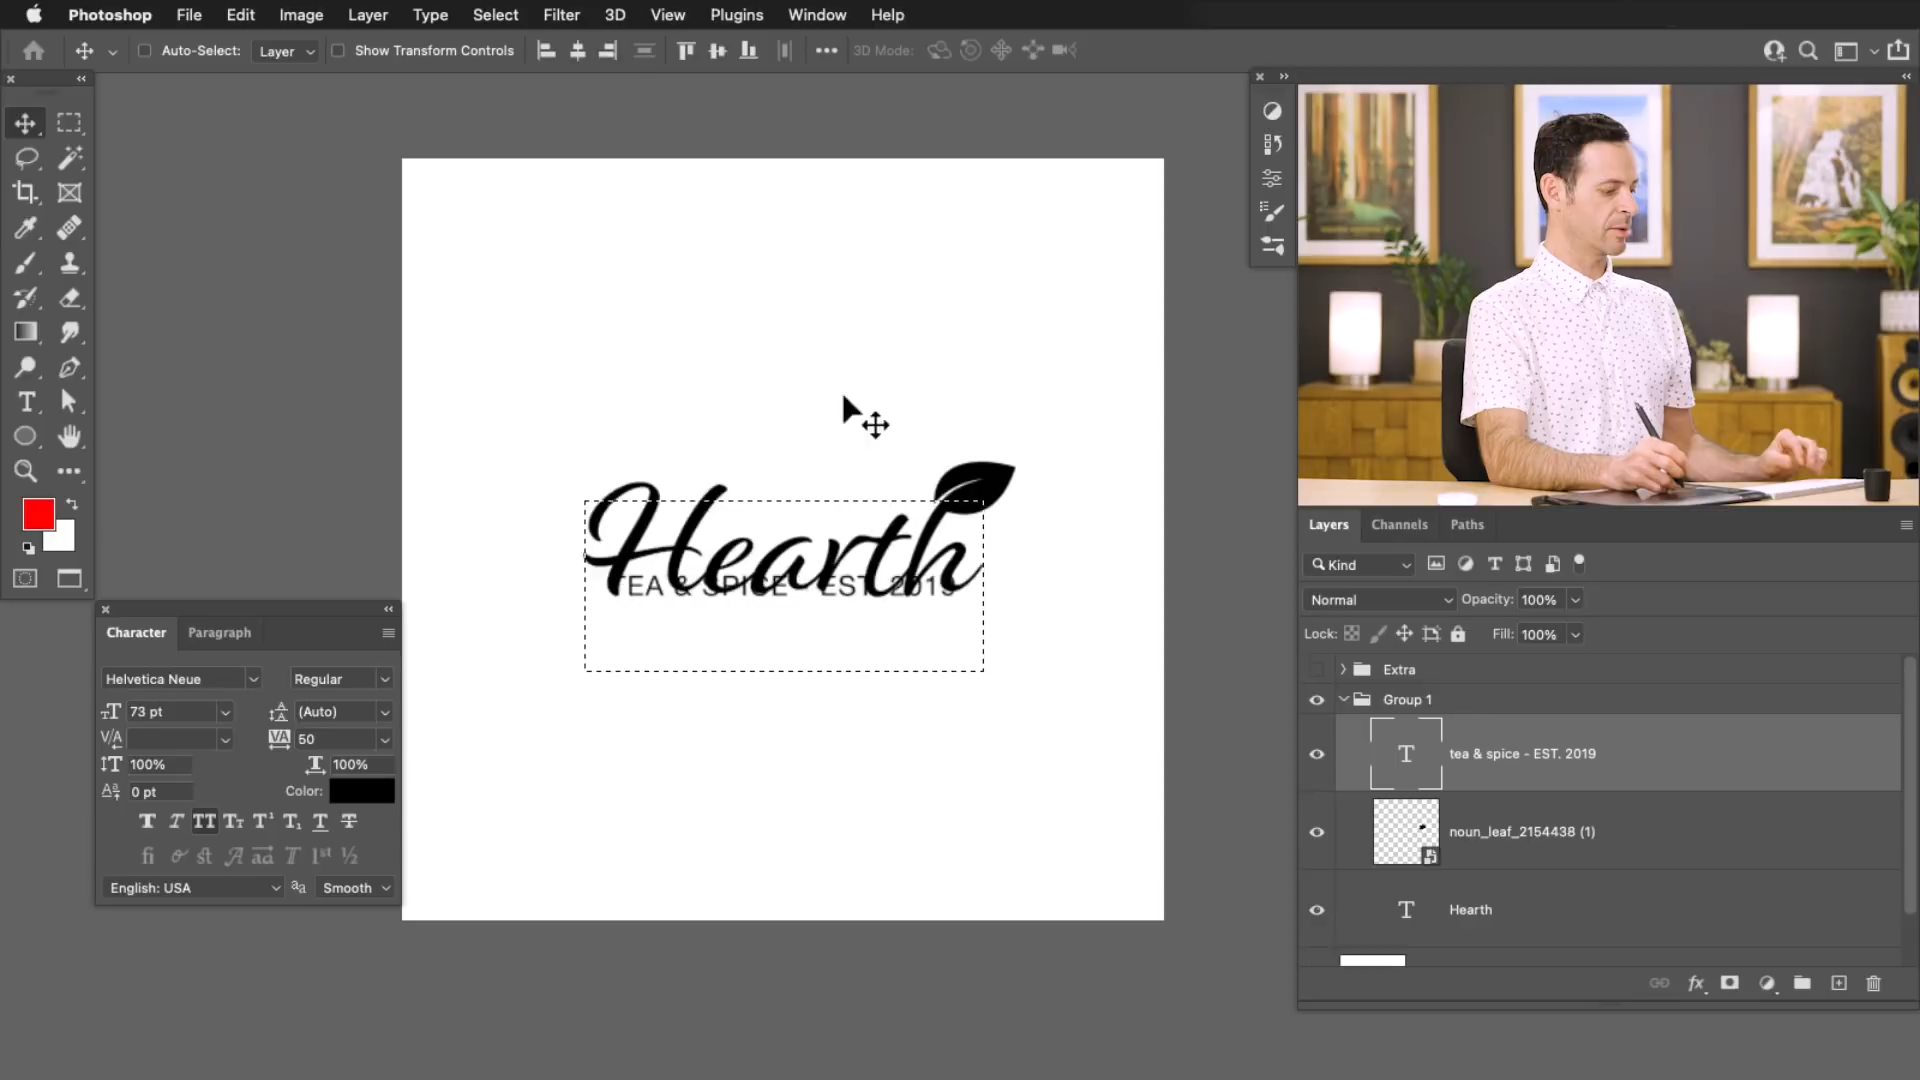 Photoshop File Edit Image Layer Type Select Filter 3D View Plugins Window Help
Auto-Select: Layer Show Transform Controls 3D Mode:
Hearth
TEA & SPICE - EST. 2019
Character Paragraph
Helvetica Neue Regular
73 pt (Auto)
50
100% 100%
0 pt Color:
English: USA Smooth
Layers Channels Paths
Kind
Normal Opacity: 100%
Lock: Fill: 100%
Extra
Group 1
tea & spice - EST. 2019
noun_leaf_2154438 (1)
Hearth